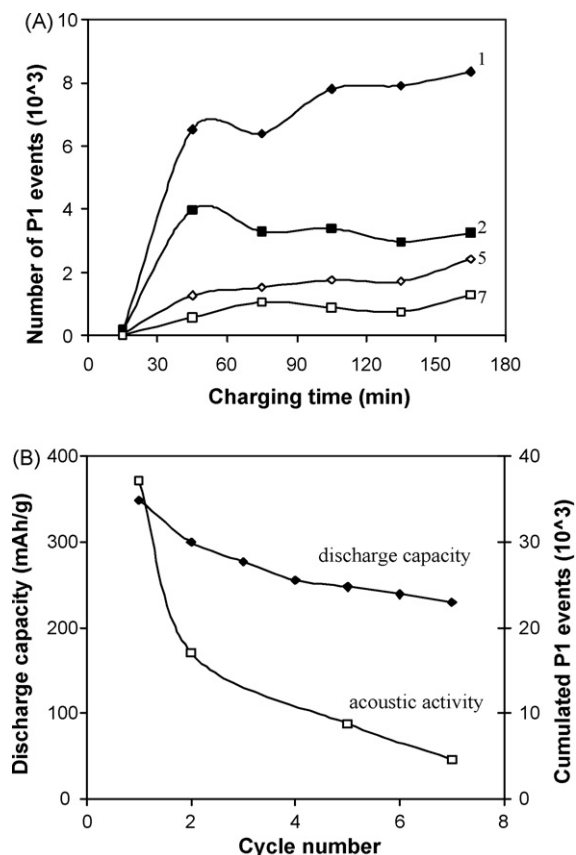 (A)
10
8
6
4
2
0
Number of P1 events (10^3)
1
2
5
7
0 30 60 90 120 150 180
Charging time (min)
(B)
400
300
200
100
0
Discharge capacity (mAh/g)
discharge capacity
acoustic activity
40
30
20
10
0
Cumulated P1 events (10^3)
0 2 4 6 8
Cycle number